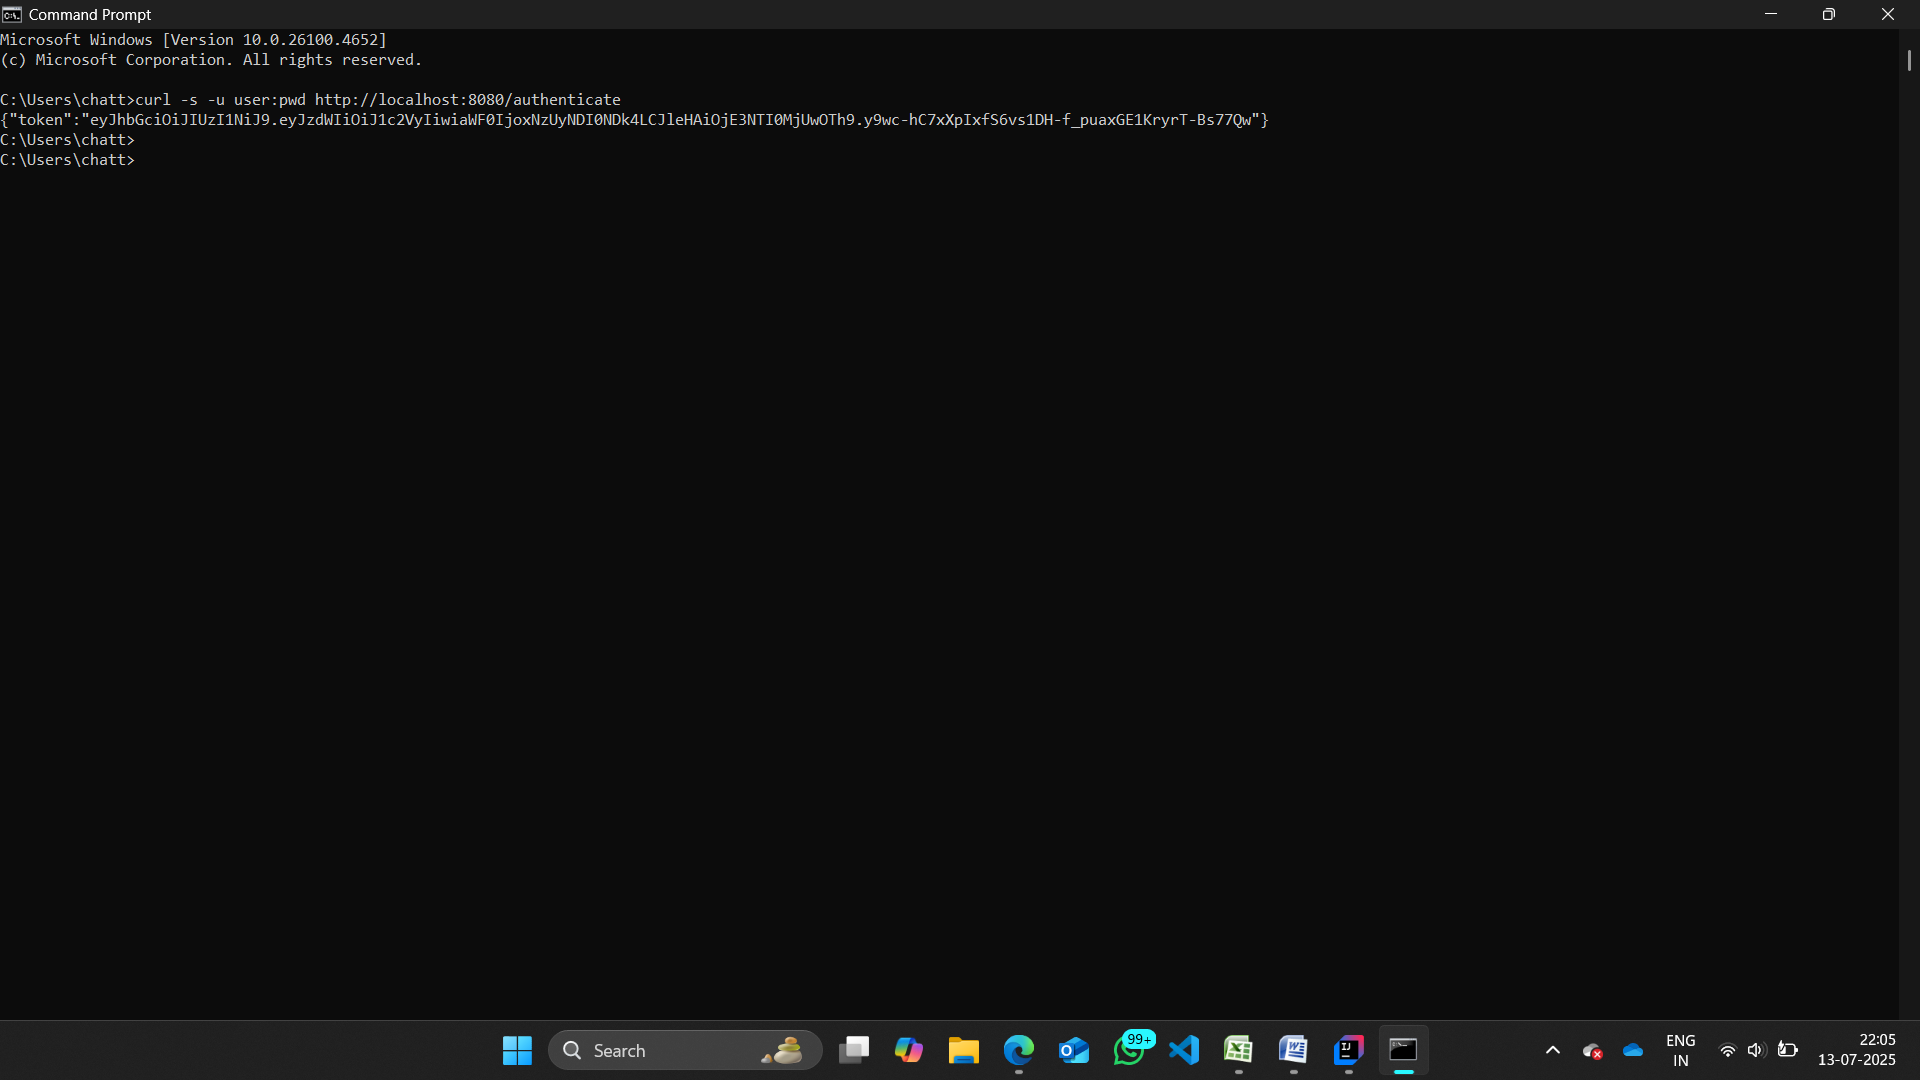 Command Prompt
Microsoft Windows [Version 10.0.26100.4652]
(c) Microsoft Corporation. All rights reserved.
C:\Users\chatt>curl -s -u user:pwd http://localhost:8080/authenticate
{"token":"eyJhbGciOiJIUzI1NiJ9.eyJzdWIiOiJ1c2VyIiwiaWF0IjoxNzUyNDI0NDk4LCJleHAiOjE3NTI0MjUwOTh9.y9wc-hC7xXpIxfS6vs1DH-f_puaxGE1KryrT-Bs77Qw"}
C:\Users\chatt>
C:\Users\chatt>
Search
99+
ENG
IN
22:05
13-07-2025